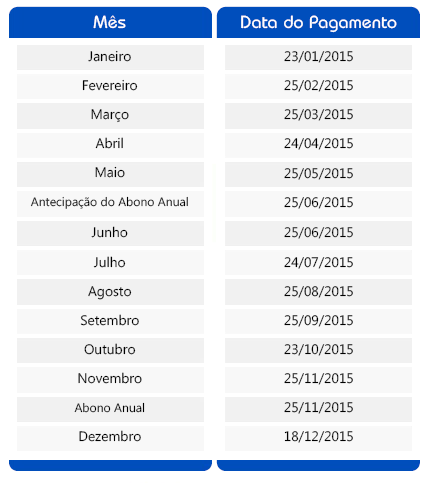 Mês Data do Pagamento
Janeiro 23/01/2015
Fevereiro 25/02/2015
Março 25/03/2015
Abril 24/04/2015
Maio 25/05/2015
Antecipação do Abono Anual 25/06/2015
Junho 25/06/2015
Julho 24/07/2015
Agosto 25/08/2015
Setembro 25/09/2015
Outubro 23/10/2015
Novembro 25/11/2015
Abono Anual 25/11/2015
Dezembro 18/12/2015